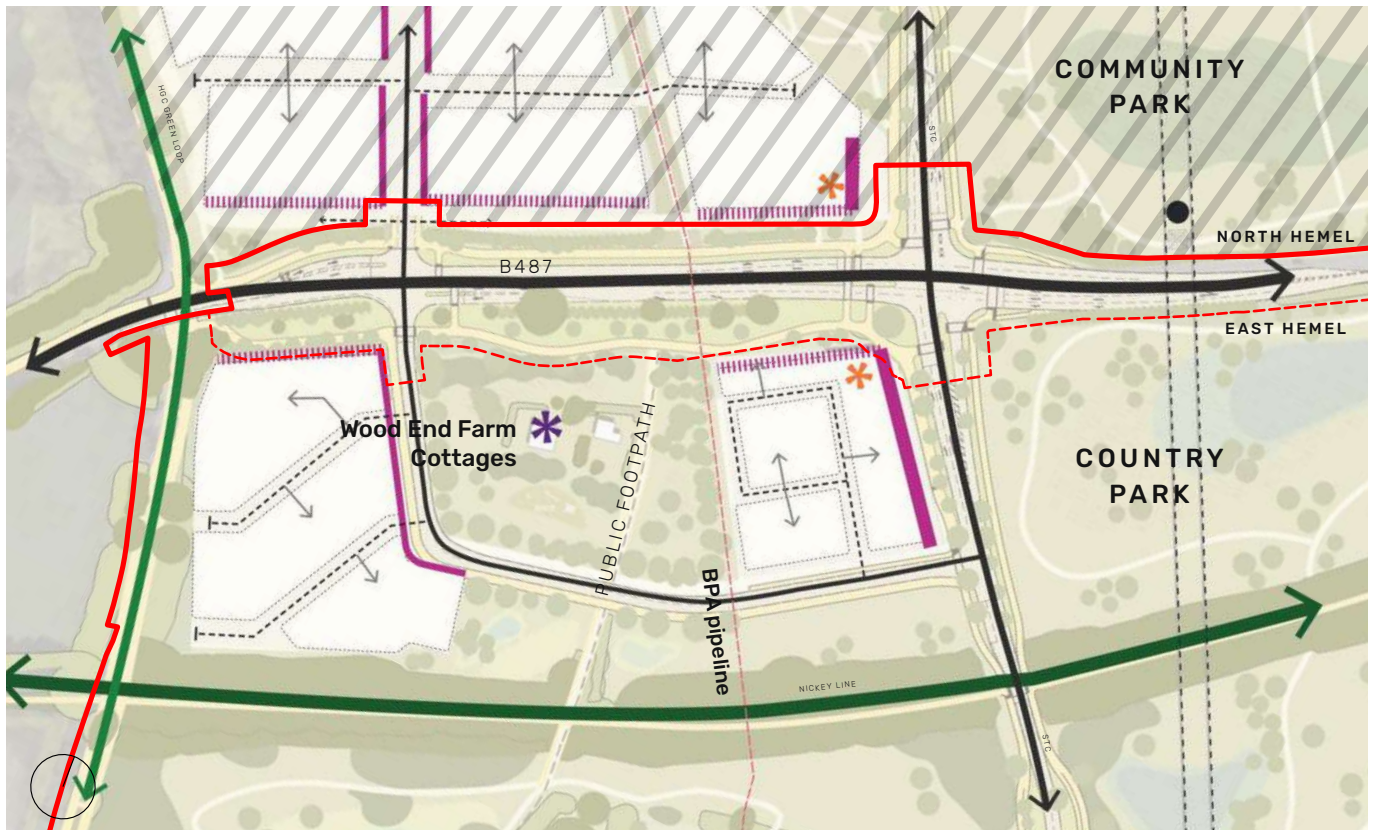 COMMUNITY
PARK
HGC GREEN LOOP
STC
NORTH HEMEL
B487
EAST HEMEL
Wood End Farm
Cottages
PUBLIC FOOTPATH
COUNTRY
PARK
BPA pipeline
NICKEY LINE
STC